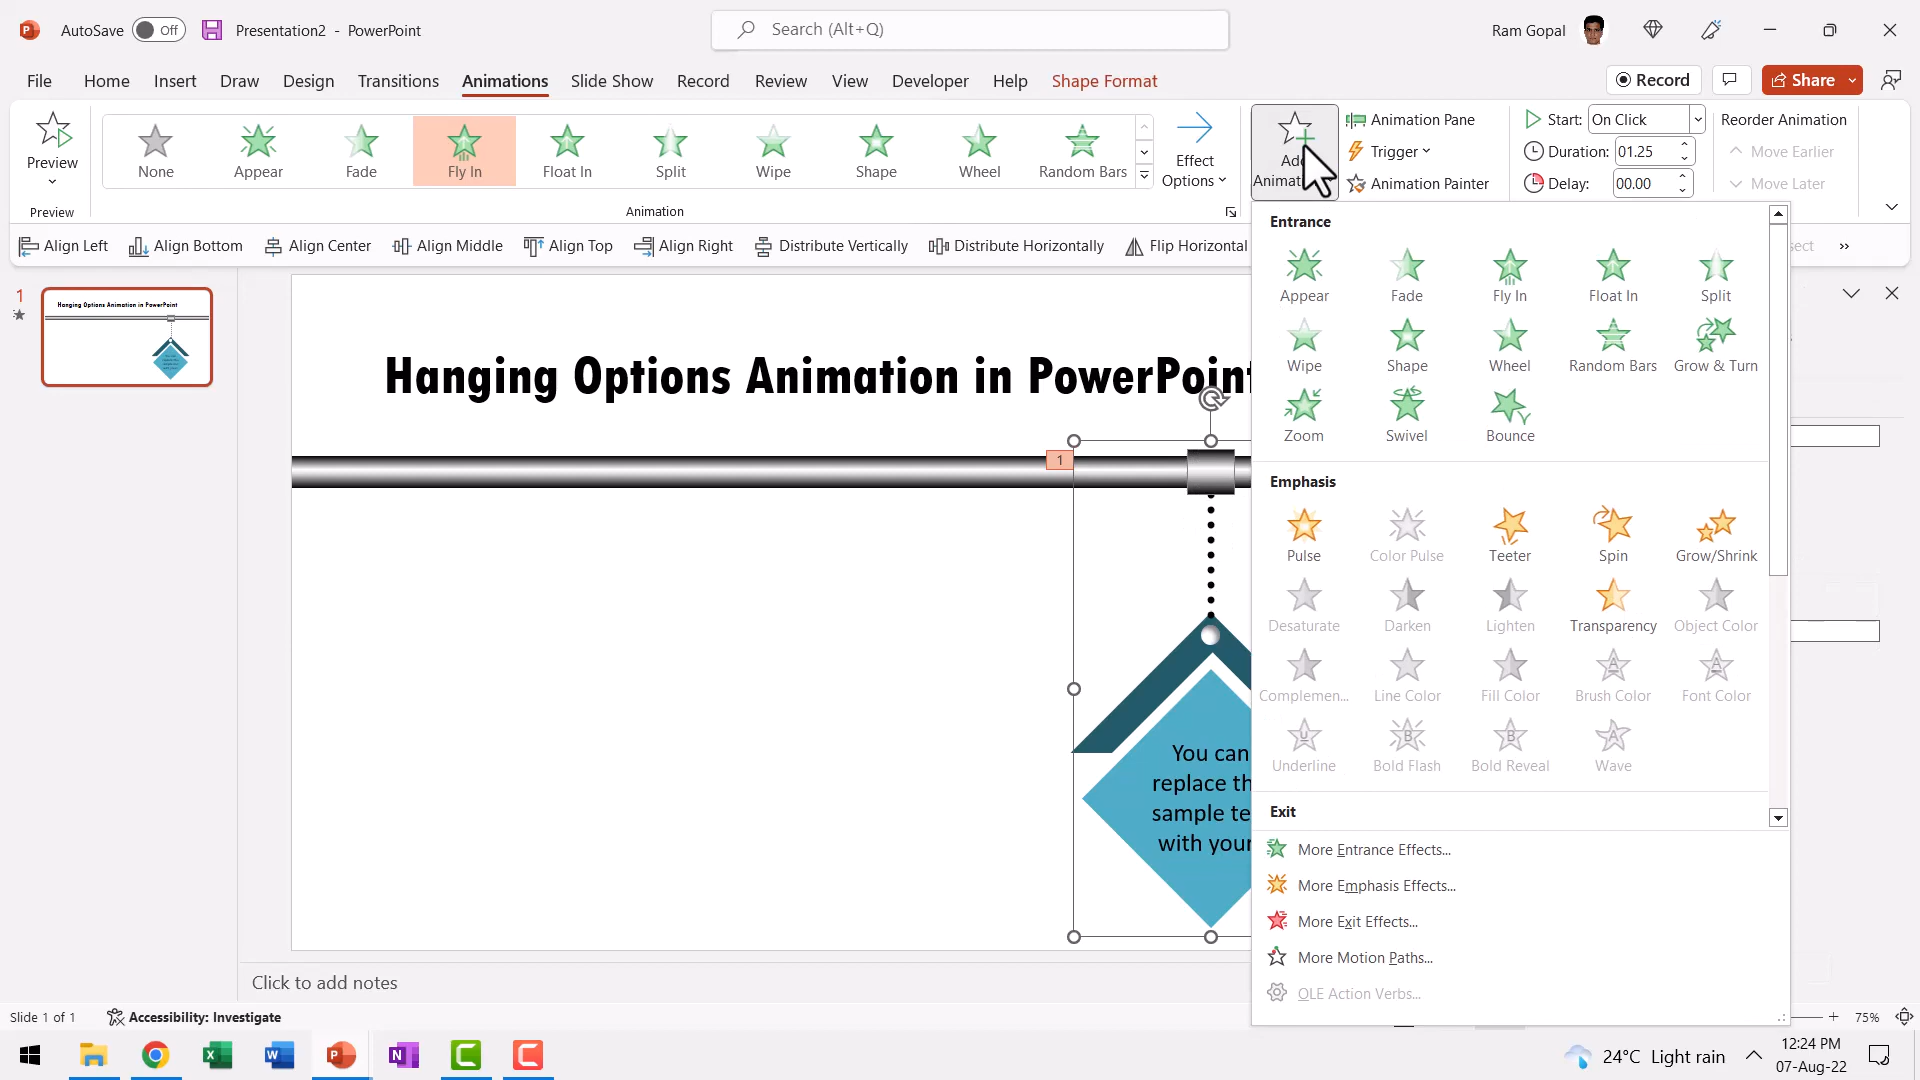 AutoSave Off Presentation2 - PowerPoint Search (Alt+Q) Ram Gopal
File Home Insert Draw Design Transitions Animations Slide Show Record Review View Developer Help Shape Format Record Share
Preview
Preview
None Appear Fade Fly In Float In Split Wipe Shape Wheel Random Bars
Animation
Effect
Options
Animation Pane
Trigger
Animation Painter
Start: On Click
Duration: 01.25
Delay: 00.00
Reorder Animation
Move Earlier
Move Later
Align Left Align Bottom Align Center Align Middle Align Top Align Right Distribute Vertically Distribute Horizontally Flip Horizontal
1
Hanging Options Animation in PowerPoint
Hanging Options Animation in PowerPoint
1
You can
replace
sample
with your
Entrance
Appear Fade Fly In Float In Split
Wipe Shape Wheel Random Bars Grow & Turn
Zoom Swivel Bounce
Emphasis
Pulse Color Pulse Teeter Spin Grow/Shrink
Desaturate Darken Lighten Transparency Object Color
Complemen... Line Color Fill Color Brush Color Font Color
Underline Bold Flash Bold Reveal Wave
Exit
More Entrance Effects...
More Emphasis Effects...
More Exit Effects...
More Motion Paths...
OLE Action Verbs...
Click to add notes
Slide 1 of 1 Accessibility: Investigate 75%
24°C Light rain
12:24 PM
07-Aug-22